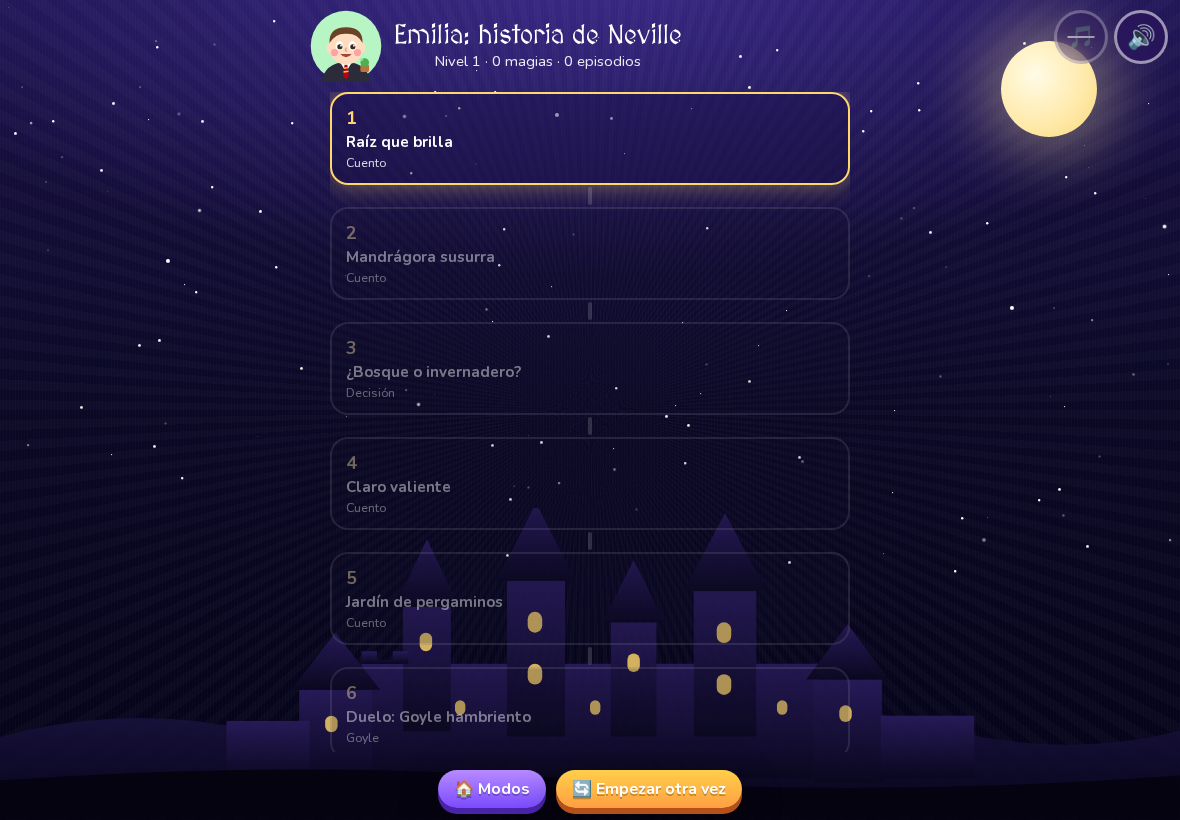 Emilia: historia de Neville
Nivel 1 · 0 magias · 0 episodios
1
Raíz que brilla
Cuento
2
Mandrágora susurra
Cuento
3
¿Bosque o invernadero?
Decisión
4
Claro valiente
Cuento
5
Jardín de pergaminos
Cuento
6
Duelo: Goyle hambriento
Goyle
Modos
Empezar otra vez